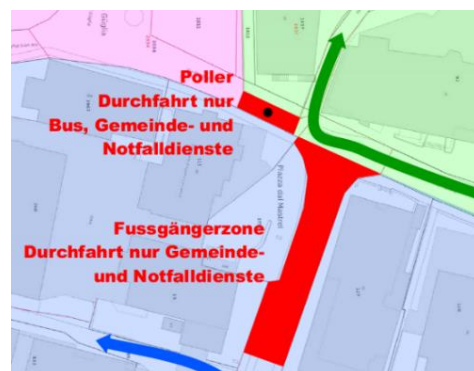 Poller
Durchfahrt nur
Bus, Gemeinde- und
Notfalldienste
Fussgängerzone
Durchfahrt nur Gemeinde-
und Notfalldienste